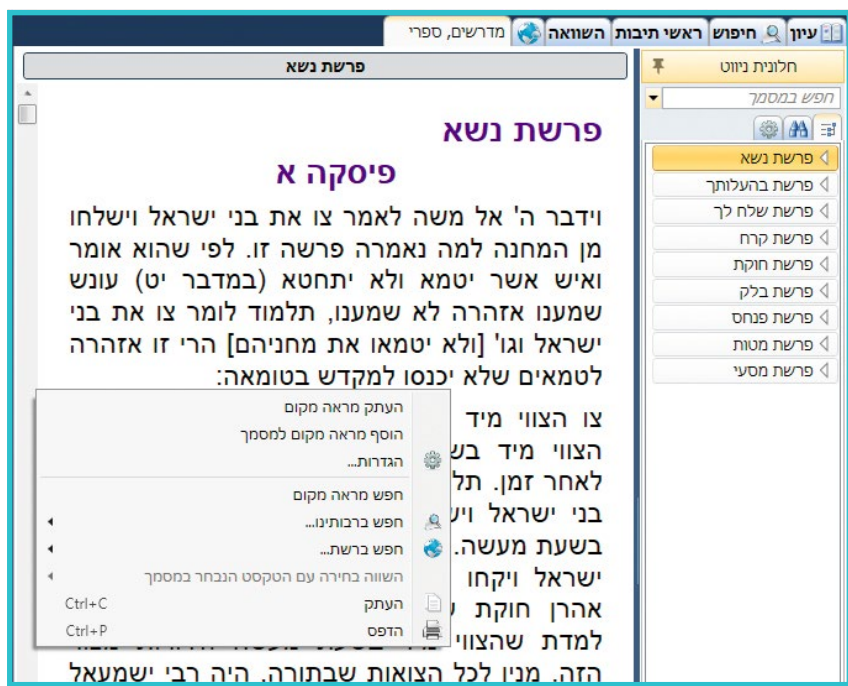 עיון חיפוש ראשי תיבות השוואה מדרשים, ספרי
חלונית ניווט
חפש במסמך
פרשת נשא
פרשת בהעלותך
פרשת שלח לך
פרשת קרח
פרשת חוקת
פרשת בלק
פרשת פנחס
פרשת מטות
פרשת מסעי
פרשת נשא
פרשת נשא
פיסקה א
וידבר ה' אל משה לאמר צו את בני ישראל וישלחו
מן המחנה למה נאמרה פרשה זו. לפי שהוא אומר
ואיש אשר יטמא ולא יתחטא (במדבר יט) עונש
שמענו אזהרה לא שמענו, תלמוד לומר צו את בני
ישראל וגו' [ולא יטמאו את מחניהם] הרי זו אזהרה
לטמאים שלא יכנסו למקדש בטומאה:
צו הצווי מיד
הצווי מיד
לאחר זמן.
בני ישראל
בשעת מעשה.
ישראל ויקחו
אהרן חוקת
למדת שהצווי
הזה. מנין לכל הצואות שבתורה. היה רבי ישמעאל
העתק מראה מקום
הוסף מראה מקום למסמך
הגדרות...
חפש מראה מקום
חפש ברבותינו...
חפש ברשת...
השווה בחירה עם הטקסט הנבחר במסמך
העתק Ctrl+C
הדפס Ctrl+P